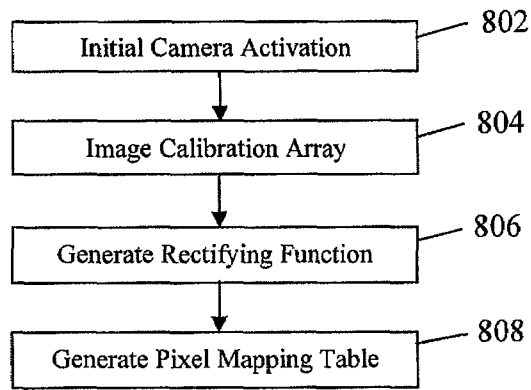 Initial Camera Activation 802
Image Calibration Array 804
Generate Rectifying Function 806
Generate Pixel Mapping Table 808